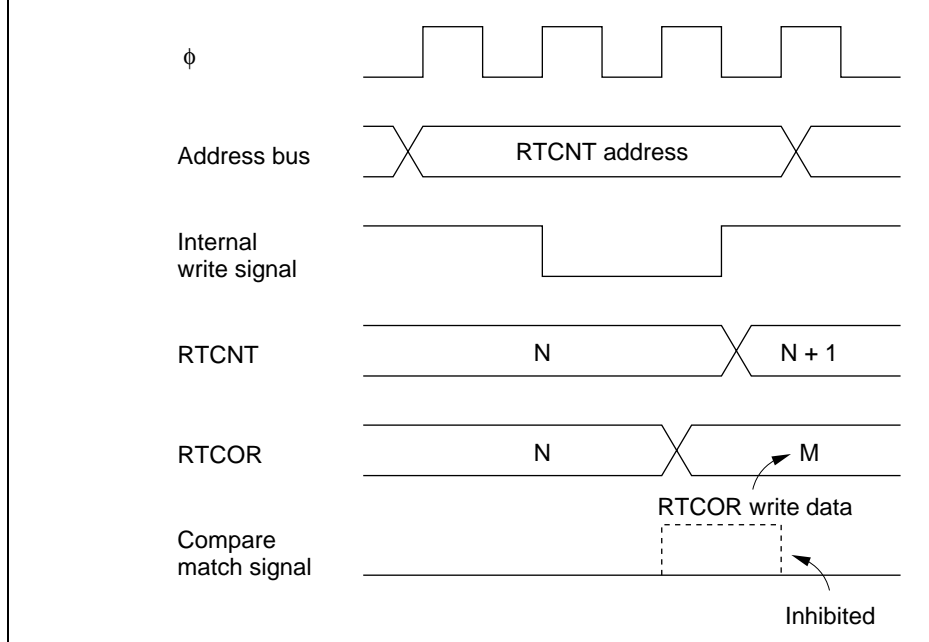 ϕ
Address bus
RTCNT address
Internal
write signal
RTCNT
N
N + 1
RTCOR
N
M
RTCOR write data
Compare
match signal
Inhibited